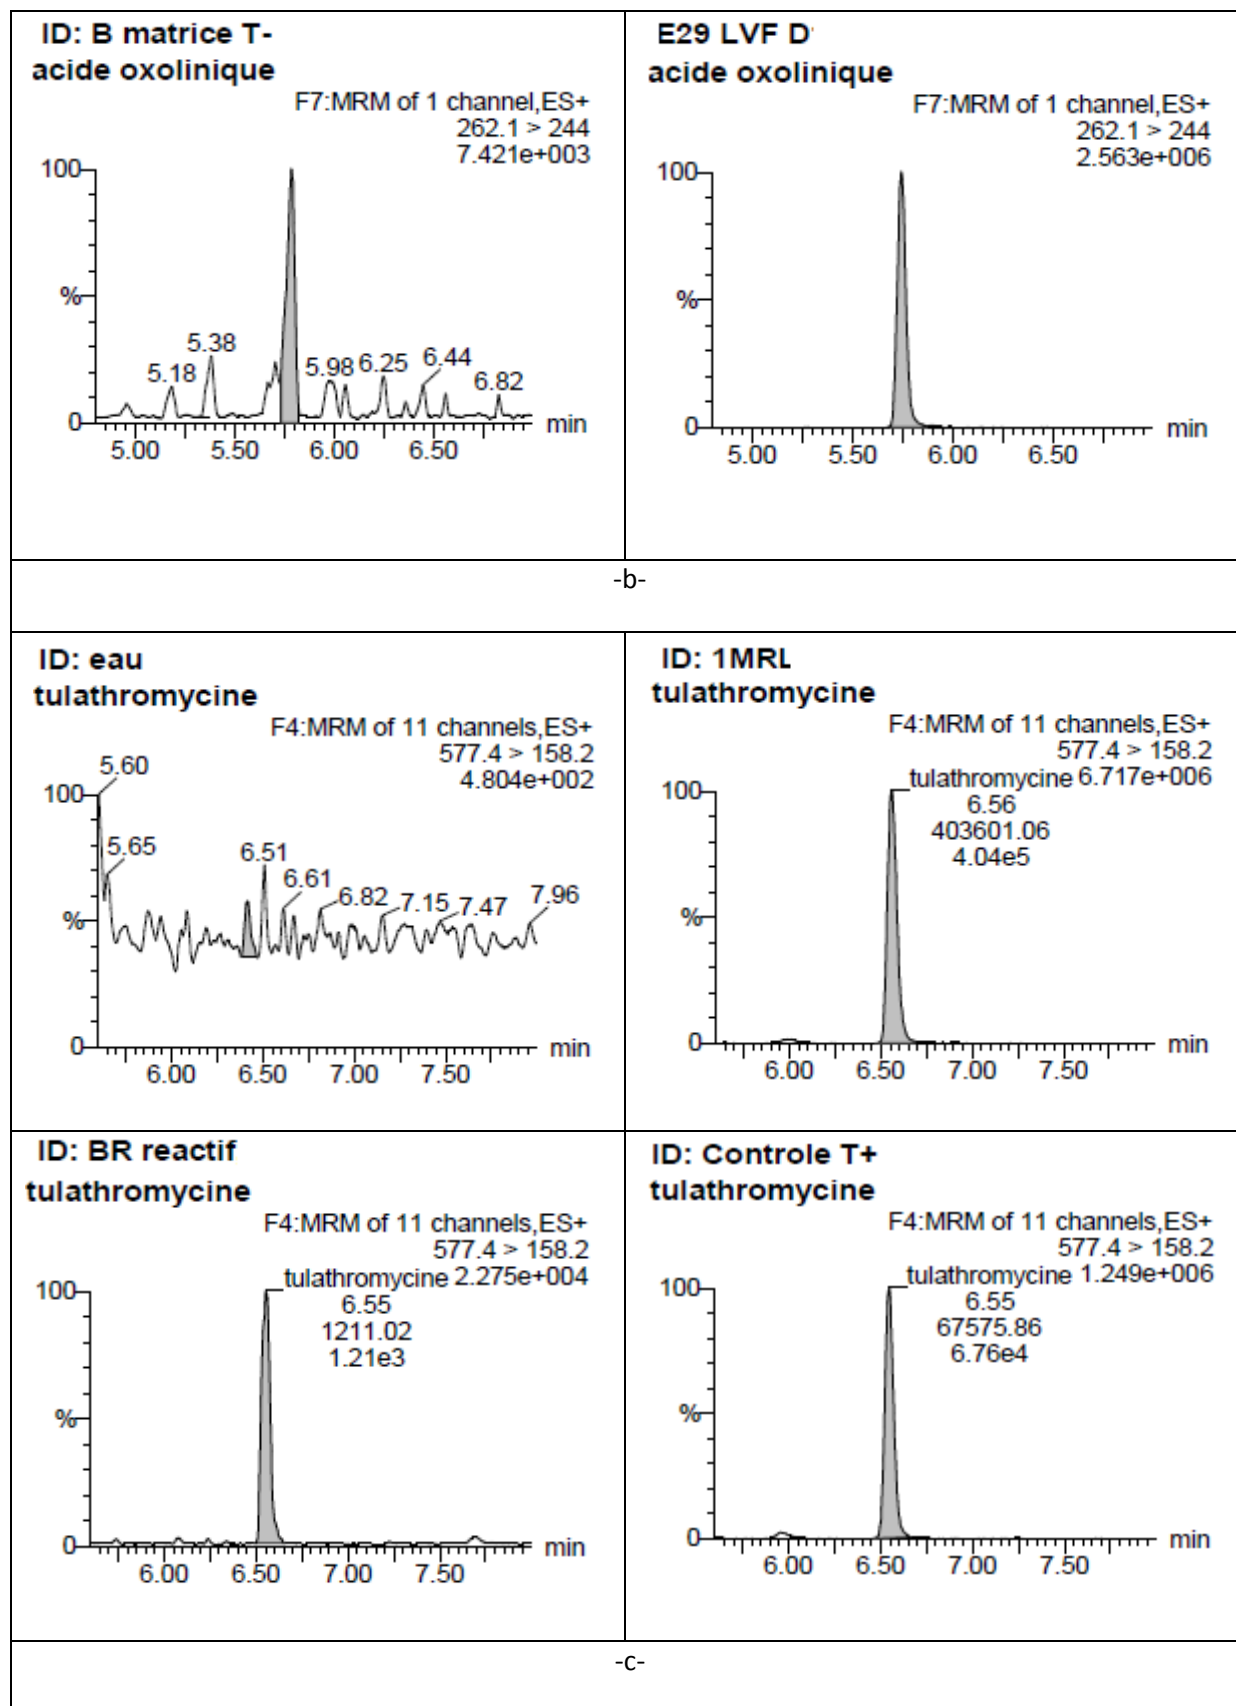 ID: B matrice T-
acide oxolinique
F7:MRM of 1 channel,ES+
262.1 > 244
7.421e+003
100
%
0
5.18
5.38
5.98
6.25
6.44
6.82
min
5.00 5.50 6.00 6.50
E29 LVF D
acide oxolinique
F7:MRM of 1 channel,ES+
262.1 > 244
2.563e+006
100
%
0
min
5.00 5.50 6.00 6.50
-b-
ID: eau
tulathromycine
F4:MRM of 11 channels,ES+
577.4 > 158.2
4.804e+002
5.60
100
5.65
6.51
6.61
6.82
7.15
7.47
7.96
%
0
min
6.00 6.50 7.00 7.50
ID: 1MRL
tulathromycine
F4:MRM of 11 channels,ES+
577.4 > 158.2
tulathromycine 6.717e+006
6.56
403601.06
4.04e5
100
%
0
min
6.00 6.50 7.00 7.50
ID: BR reactif
tulathromycine
F4:MRM of 11 channels,ES+
577.4 > 158.2
tulathromycine 2.275e+004
6.55
1211.02
1.21e3
100
%
0
min
6.00 6.50 7.00 7.50
ID: Controle T+
tulathromycine
F4:MRM of 11 channels,ES+
577.4 > 158.2
tulathromycine 1.249e+006
6.55
67575.86
6.76e4
100
%
0
min
6.00 6.50 7.00 7.50
-c-